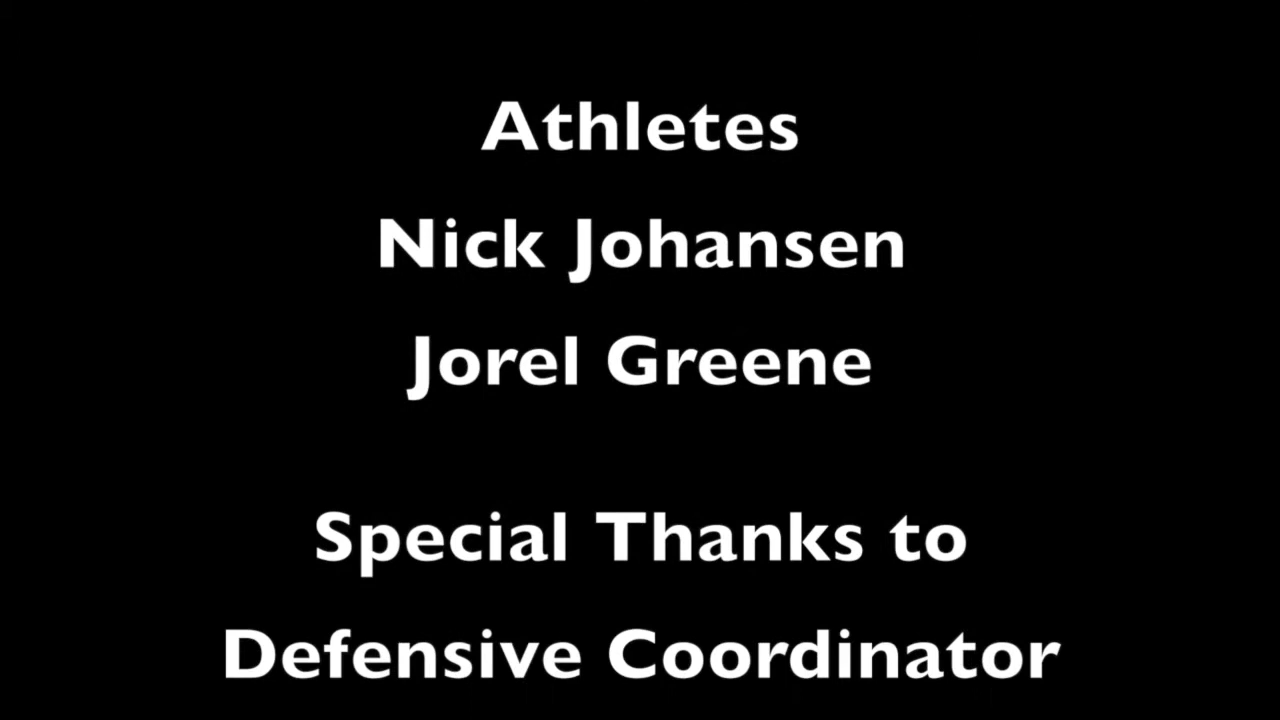 Athletes
Nick Johansen
Jorel Greene
Special Thanks to
Defensive Coordinator